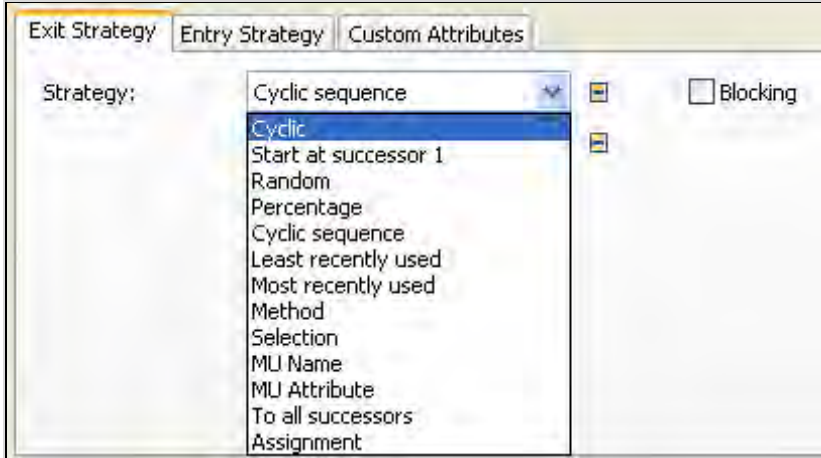 Exit Strategy Entry Strategy Custom Attributes
Strategy: Cyclic sequence Blocking
Cyclic
Start at successor 1
Random
Percentage
Cyclic sequence
Least recently used
Most recently used
Method
Selection
MU Name
MU Attribute
To all successors
Assignment